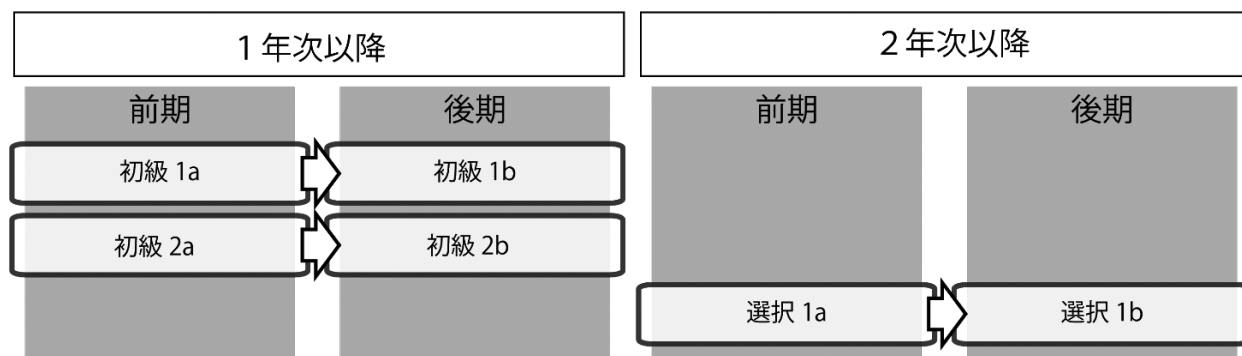 1年次以降
2年次以降
前期
後期
前期
後期
初級 1a
初級 1b
初級 2a
初級 2b
選択 1a
選択 1b